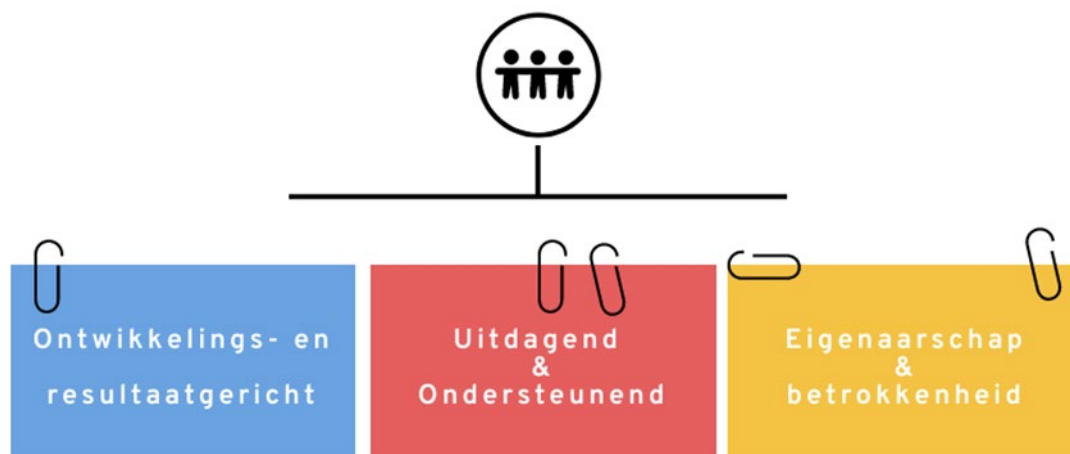 Ontwikkelings- en
resultaatgericht
Uitdagend
&
Ondersteunend
Eigenaarschap
&
betrokkenheid